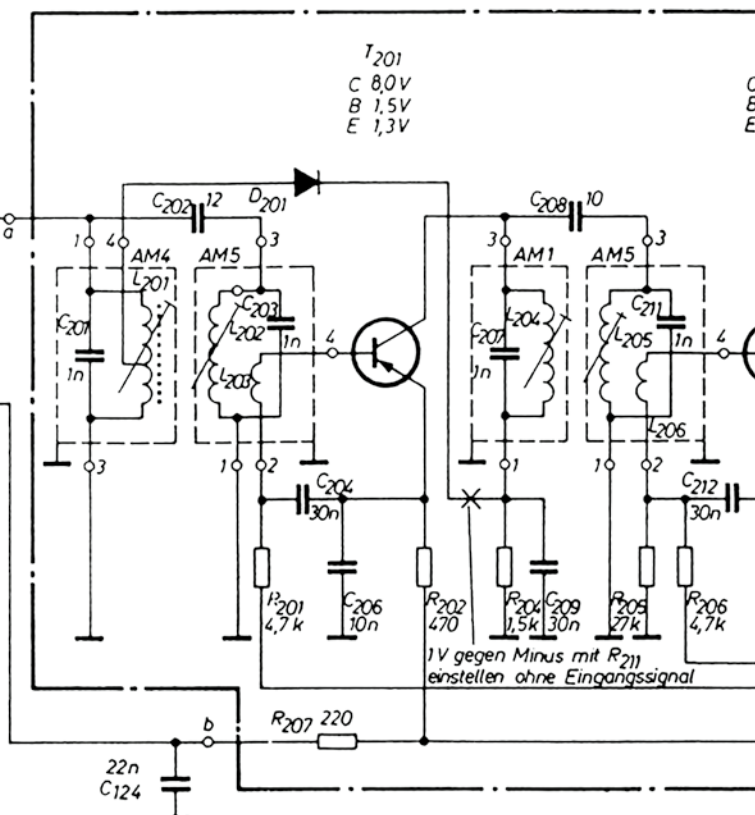 T201
C 8,0V
B 1,5V
E 1,3V
C
B
E
C202 12
D201
C208 10
a
1
4
3
3
3
AM4
AM5
AM1
AM5
L201
C201
1n
C203
1n
L202
L203
4
L204
C207
1n
C211
1n
L205
4
L206
3
1
2
1
1
2
C204
30n
C212
30n
R201
4,7k
C206
10n
R202
470
R204
1,5k
C209
30n
R205
27k
R206
4,7k
1V gegen Minus mit R211
einstellen ohne Eingangssignal
b
R207 220
22n
C124